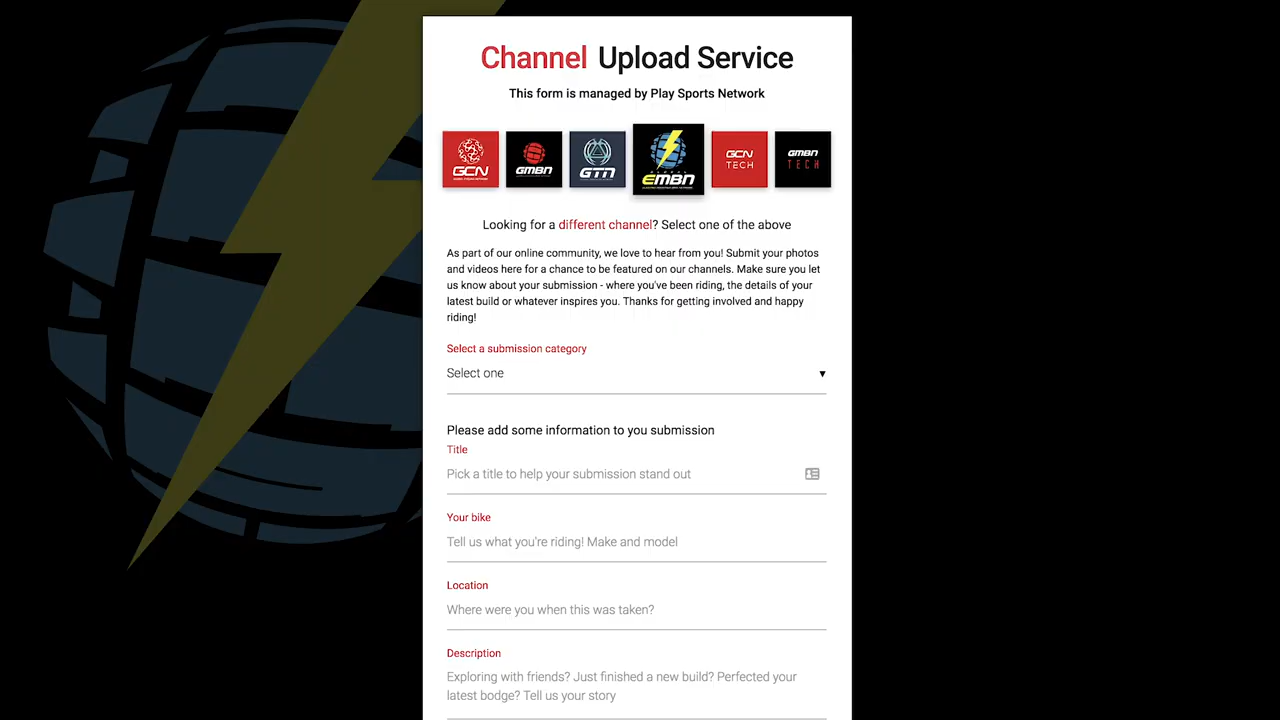 Channel Upload Service
This form is managed by Play Sports Network
GCN
GMBN
GTN
EMBN
GCN
TECH
GMBN
TECH
Looking for a different channel? Select one of the above
As part of our online community, we love to hear from you! Submit your photos
and videos here for a chance to be featured on our channels. Make sure you let
us know about your submission - where you've been riding, the details of your
latest build or whatever inspires you. Thanks for getting involved and happy
riding!
Select a submission category
Select one
Please add some information to you submission
Title
Pick a title to help your submission stand out
Your bike
Tell us what you're riding! Make and model
Location
Where were you when this was taken?
Description
Exploring with friends? Just finished a new build? Perfected your
latest bodge? Tell us your story